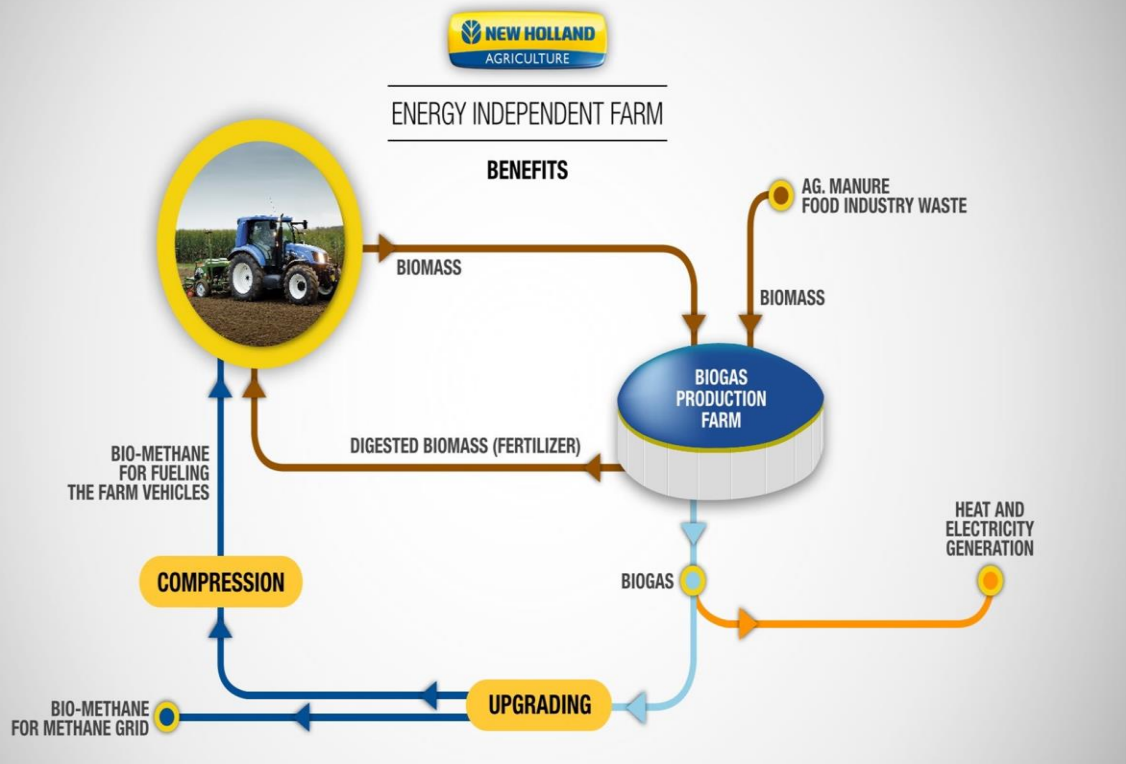 NEW HOLLAND
AGRICULTURE
ENERGY INDEPENDENT FARM
BENEFITS
AG. MANURE
FOOD INDUSTRY WASTE
BIOMASS
BIOMASS
BIOGAS
PRODUCTION
FARM
DIGESTED BIOMASS (FERTILIZER)
BIO-METHANE
FOR FUELING
THE FARM VEHICLES
HEAT AND
ELECTRICITY
GENERATION
COMPRESSION
BIOGAS
UPGRADING
BIO-METHANE
FOR METHANE GRID